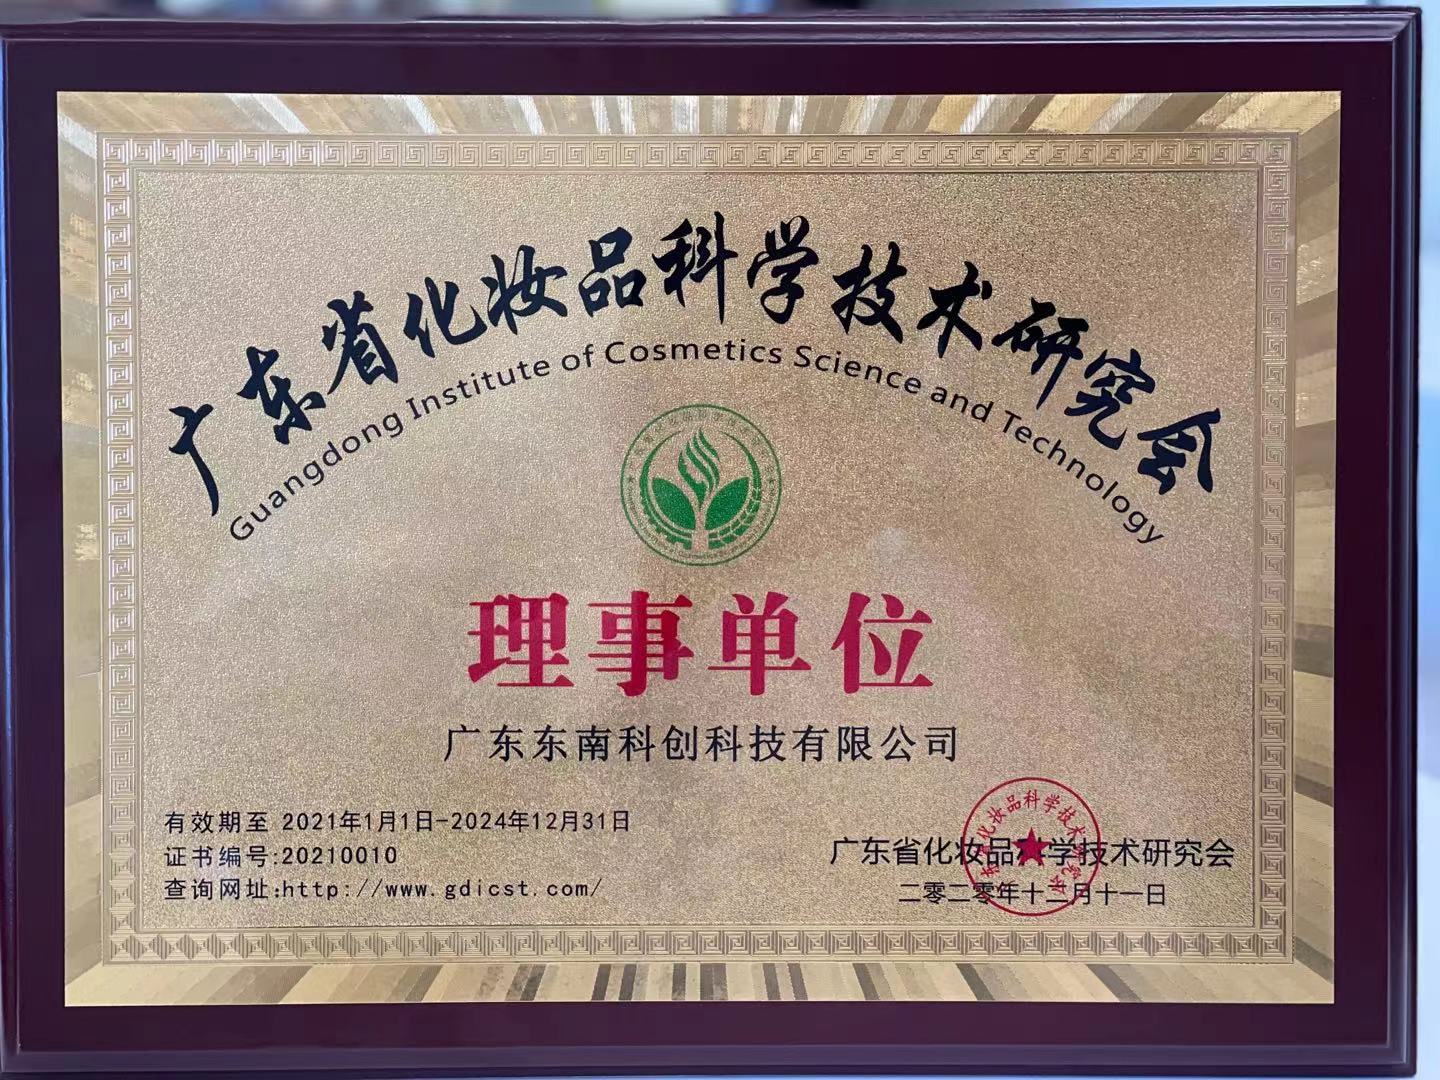 广东省化妆品科学技术研究会
Guangdong Institute of Cosmetics Science and Technology
理事单位
广东东南科创科技有限公司
有效期至 2021年1月1日-2024年12月31日
证书编号:20210010
查询网址:http://www.gdicst.com/
广东省化妆品科学技术研究会
二零二零年十二月十一日